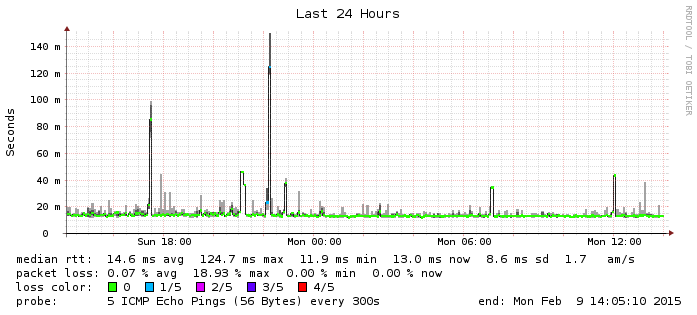 Last 24 Hours
RRDTOOL / TOBI OETIKER
Seconds
140 m
120 m
100 m
80 m
60 m
40 m
20 m
0
Sun 18:00 Mon 00:00 Mon 06:00 Mon 12:00
median rtt: 14.6 ms avg 124.7 ms max 11.9 ms min 13.0 ms now 8.6 ms sd 1.7 am/s
packet loss: 0.07 % avg 18.93 % max 0.00 % min 0.00 % now
loss color: 0 1/5 2/5 3/5 4/5
probe: 5 ICMP Echo Pings (56 Bytes) every 300s end: Mon Feb 9 14:05:10 2015